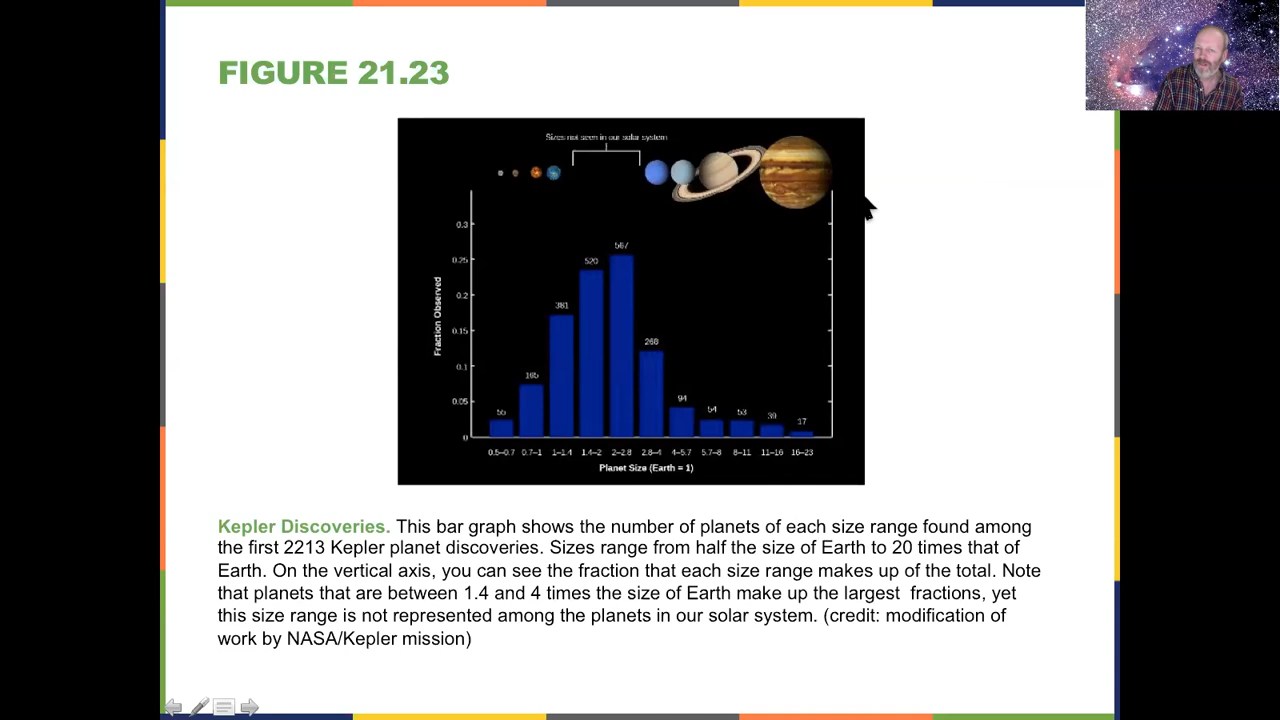 FIGURE 21.23
Sizes not seen in our solar system
Fraction Observed
0.3
0.25
0.2
0.15
0.1
0.05
0
55
165
381
520
567
268
94
54
53
39
17
0.5–0.7 0.7–1 1–1.4 1.4–2 2–2.8 2.8–4 4–5.7 5.7–8 8–11 11–16 16–23
Planet Size (Earth = 1)
Kepler Discoveries. This bar graph shows the number of planets of each size range found among
the first 2213 Kepler planet discoveries. Sizes range from half the size of Earth to 20 times that of
Earth. On the vertical axis, you can see the fraction that each size range makes up of the total. Note
that planets that are between 1.4 and 4 times the size of Earth make up the largest fractions, yet
this size range is not represented among the planets in our solar system. (credit: modification of
work by NASA/Kepler mission)